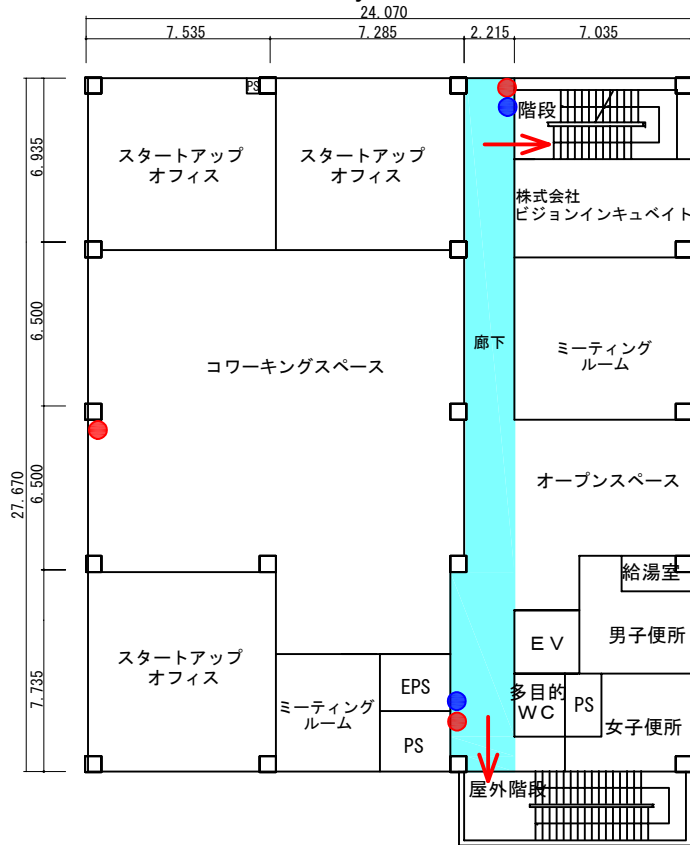 24.070
7.535
7.285
2.215
7.035
PS
階段
6.935
スタートアップ
オフィス
スタートアップ
オフィス
株式会社
ビジョンインキュベイト
6.500
廊下
コワーキングスペース
ミーティング
ルーム
27.670
6.500
オープンスペース
給湯室
EV
男子便所
7.735
スタートアップ
オフィス
EPS
多目的
WC
PS
ミーティング
ルーム
女子便所
PS
屋外階段